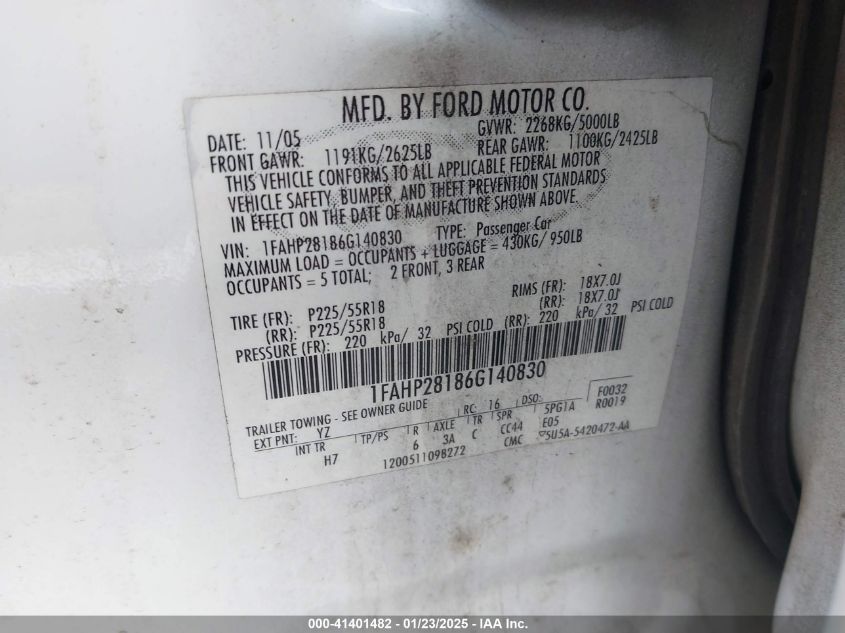 MFD. BY FORD MOTOR CO.
DATE: 11/05 GVWR: 2268KG/5000LB
FRONT GAWR: 1191KG/2625LB REAR GAWR: 1100KG/2425LB
THIS VEHICLE CONFORMS TO ALL APPLICABLE FEDERAL MOTOR
VEHICLE SAFETY, BUMPER, AND THEFT PREVENTION STANDARDS
IN EFFECT ON THE DATE OF MANUFACTURE SHOWN ABOVE
VIN: 1FAHP28186G140830 TYPE: Passenger Car
MAXIMUM LOAD = OCCUPANTS + LUGGAGE = 430KG/ 950LB
OCCUPANTS = 5 TOTAL; 2 FRONT, 3 REAR
TIRE (FR): P225/55R18 RIMS (FR): 18X7.0J
(RR): P225/55R18 (RR): 18X7.0J
PRESSURE (FR): 220 kPa/ 32 PSI COLD (RR): 220 kPa/ 32 PSI COLD
1FAHP28186G140830
TRAILER TOWING - SEE OWNER GUIDE
EXT PNT: YZ RC: 16 DSO: F0032
INT TR TP/PS R AXLE TR SPR 5PG1A R0019
H7 6 3A C CC44 E05
1200511098272 CMC ▽5U5A-5420472-AA
000-41401482 - 01/23/2025 - IAA Inc.